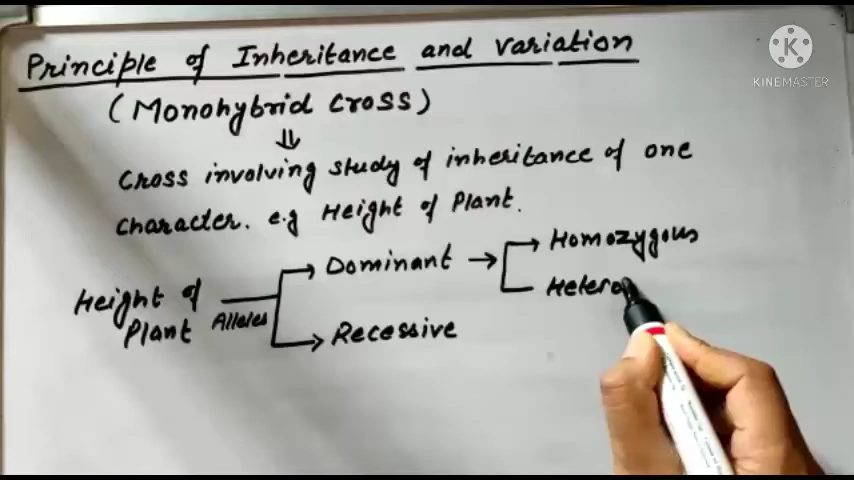 Principle of Inheritance and variation
(Monohybrid Cross)
Cross involving study of inheritance of one
character. e.g Height of Plant.
Height of Plant
Alleles
Dominant
Homozygous
Hetero
Recessive
KINEMASTER